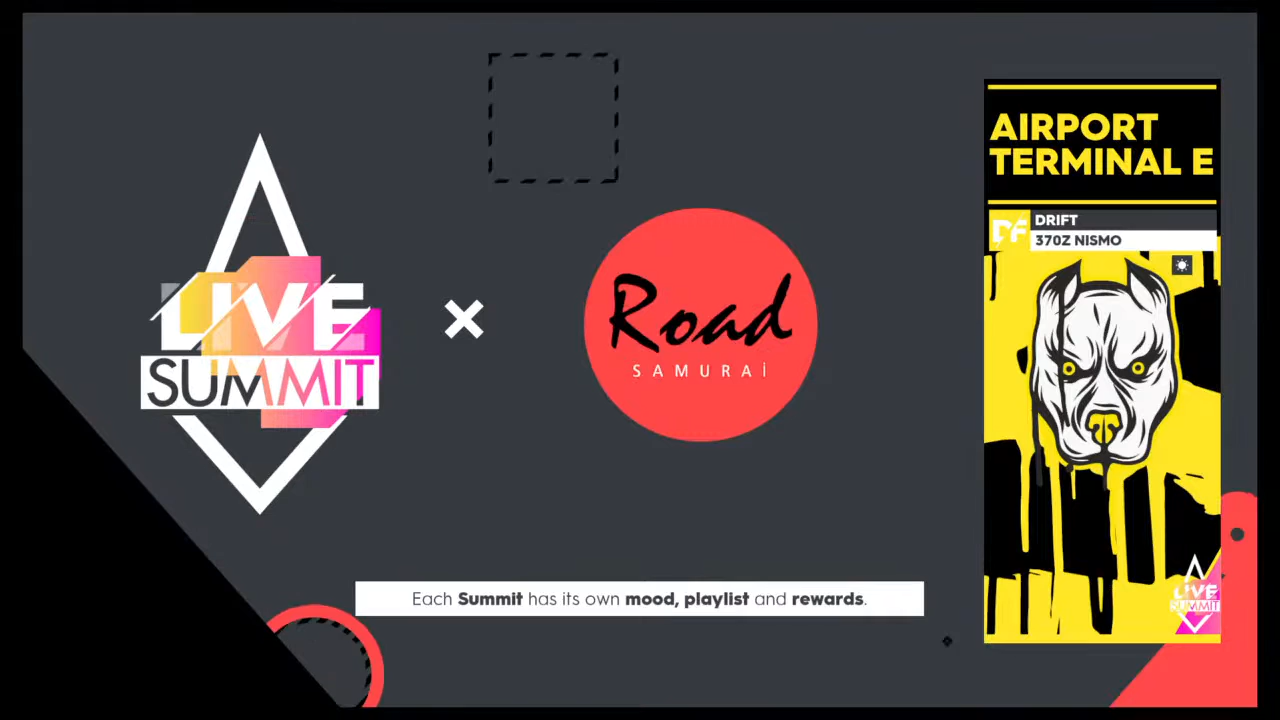 LIVE
SUMMIT
×
Road
SAMURAi
AIRPORT
TERMINAL E
DF
DRIFT
370Z NISMO
LIVE
SUMMIT
Each Summit has its own mood, playlist and rewards.